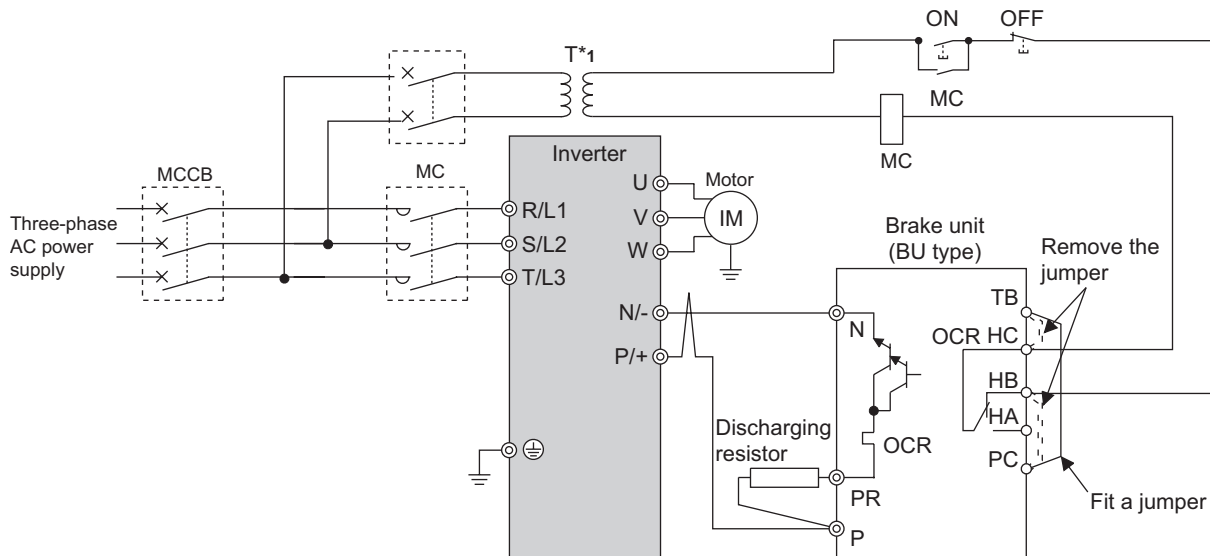 ON
OFF
T*1
MC
MC
Inverter
MCCB
MC
U
V
W
Motor
IM
Three-phase
AC power
supply
R/L1
S/L2
T/L3
Brake unit
(BU type)
Remove the
jumper
N/-
P/+
N
TB
OCR
HC
HB
HA
PC
Discharging
resistor
OCR
PR
P
Fit a jumper